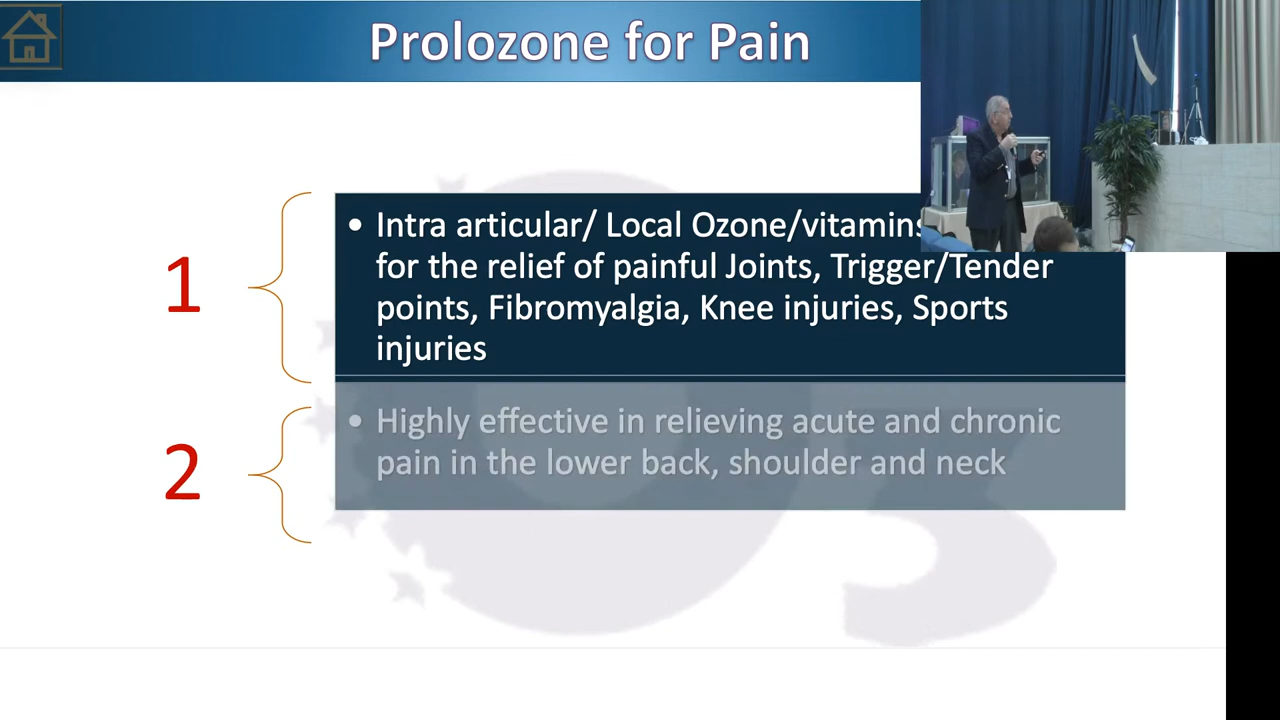 Prolozone for Pain
1
• Intra articular/ Local Ozone/vitamins
for the relief of painful Joints, Trigger/Tender
points, Fibromyalgia, Knee injuries, Sports
injuries
2
• Highly effective in relieving acute and chronic
pain in the lower back, shoulder and neck
O3